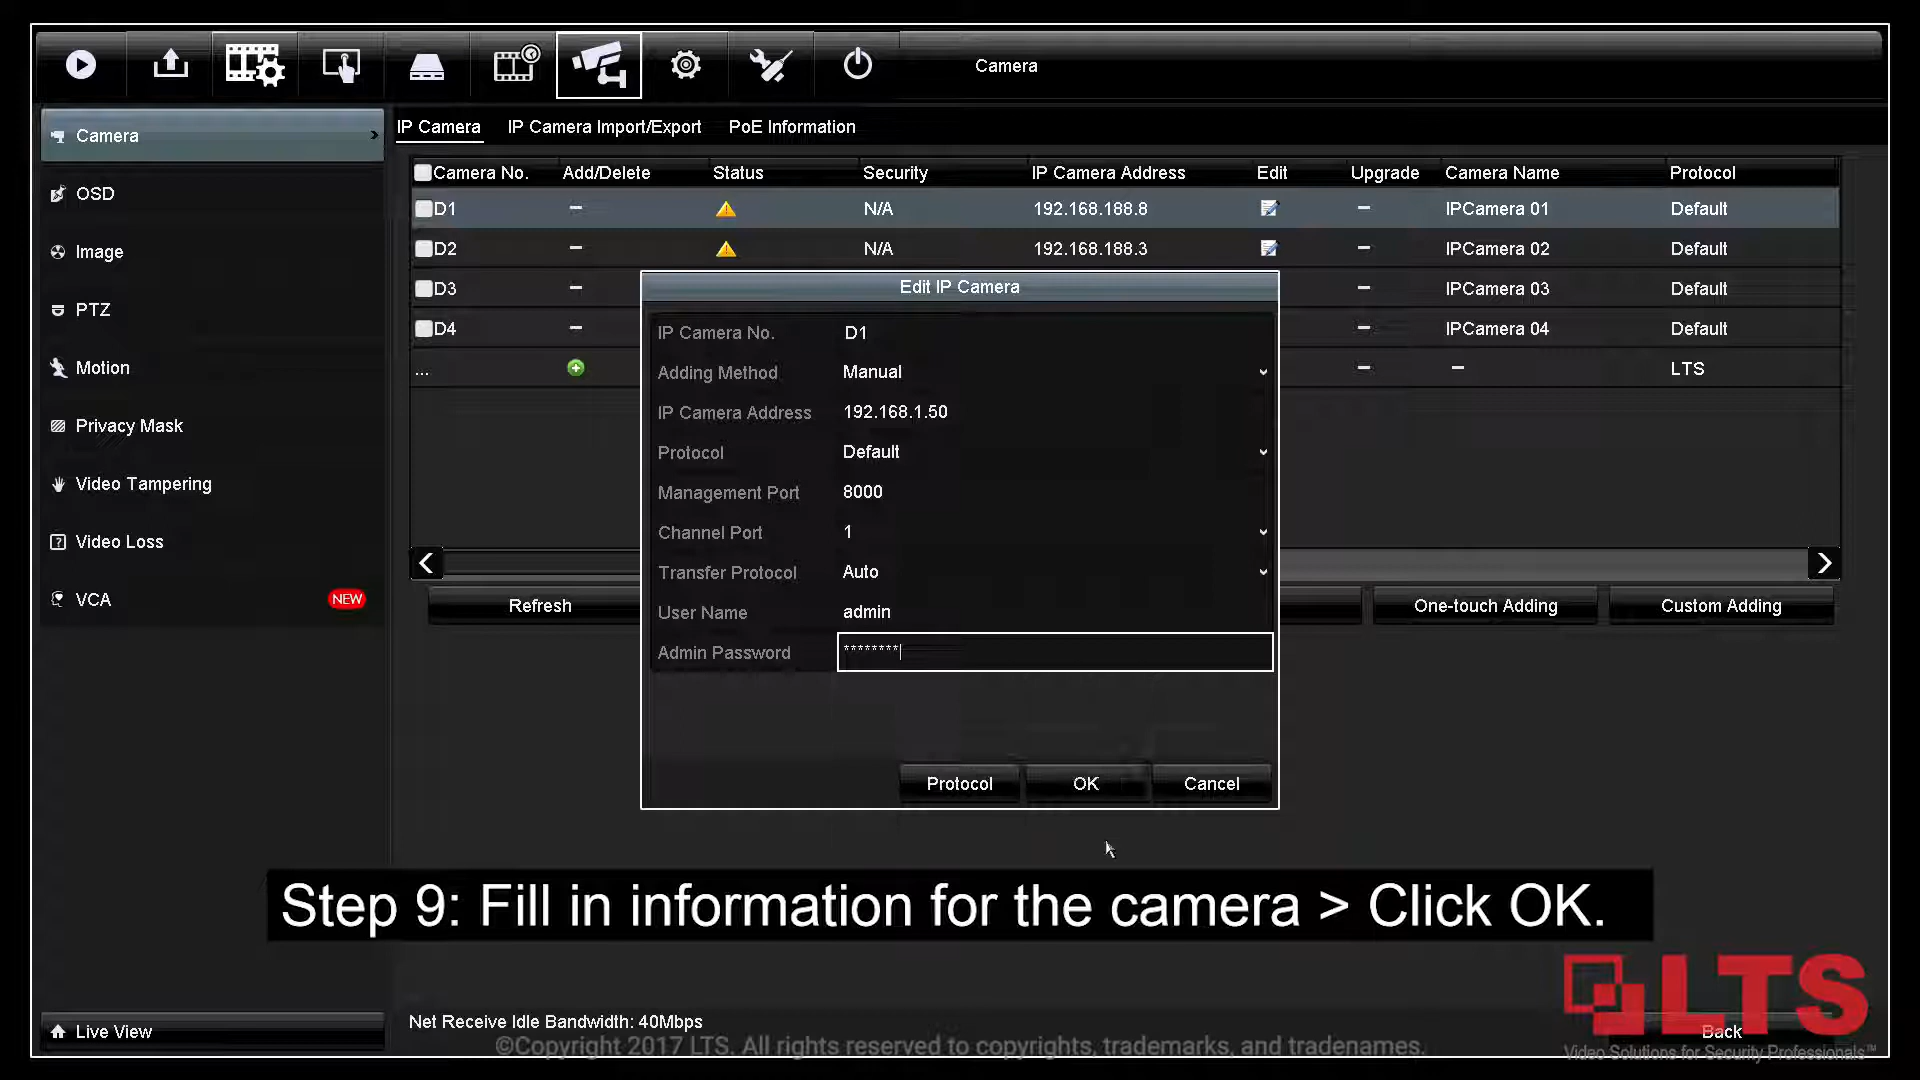 Camera
Camera
OSD
Image
PTZ
Motion
Privacy Mask
Video Tampering
Video Loss
VCA NEW
Live View
IP Camera IP Camera Import/Export PoE Information
Camera No. Add/Delete Status Security IP Camera Address Edit Upgrade Camera Name Protocol
D1 — N/A 192.168.188.8 — IPCamera 01 Default
D2 — N/A 192.168.188.3 — IPCamera 02 Default
D3 — — IPCamera 03 Default
D4 — — IPCamera 04 Default
... — — LTS
Refresh One-touch Adding Custom Adding
Edit IP Camera
IP Camera No. D1
Adding Method Manual
IP Camera Address 192.168.1.50
Protocol Default
Management Port 8000
Channel Port 1
Transfer Protocol Auto
User Name admin
Admin Password ********
Protocol OK Cancel
Step 9: Fill in information for the camera > Click OK.
LTS
Net Receive Idle Bandwidth: 40Mbps
Back
©Copyright 2017 LTS. All rights reserved to copyrights, trademarks, and tradenames.
Video Solutions for Security Professionals™